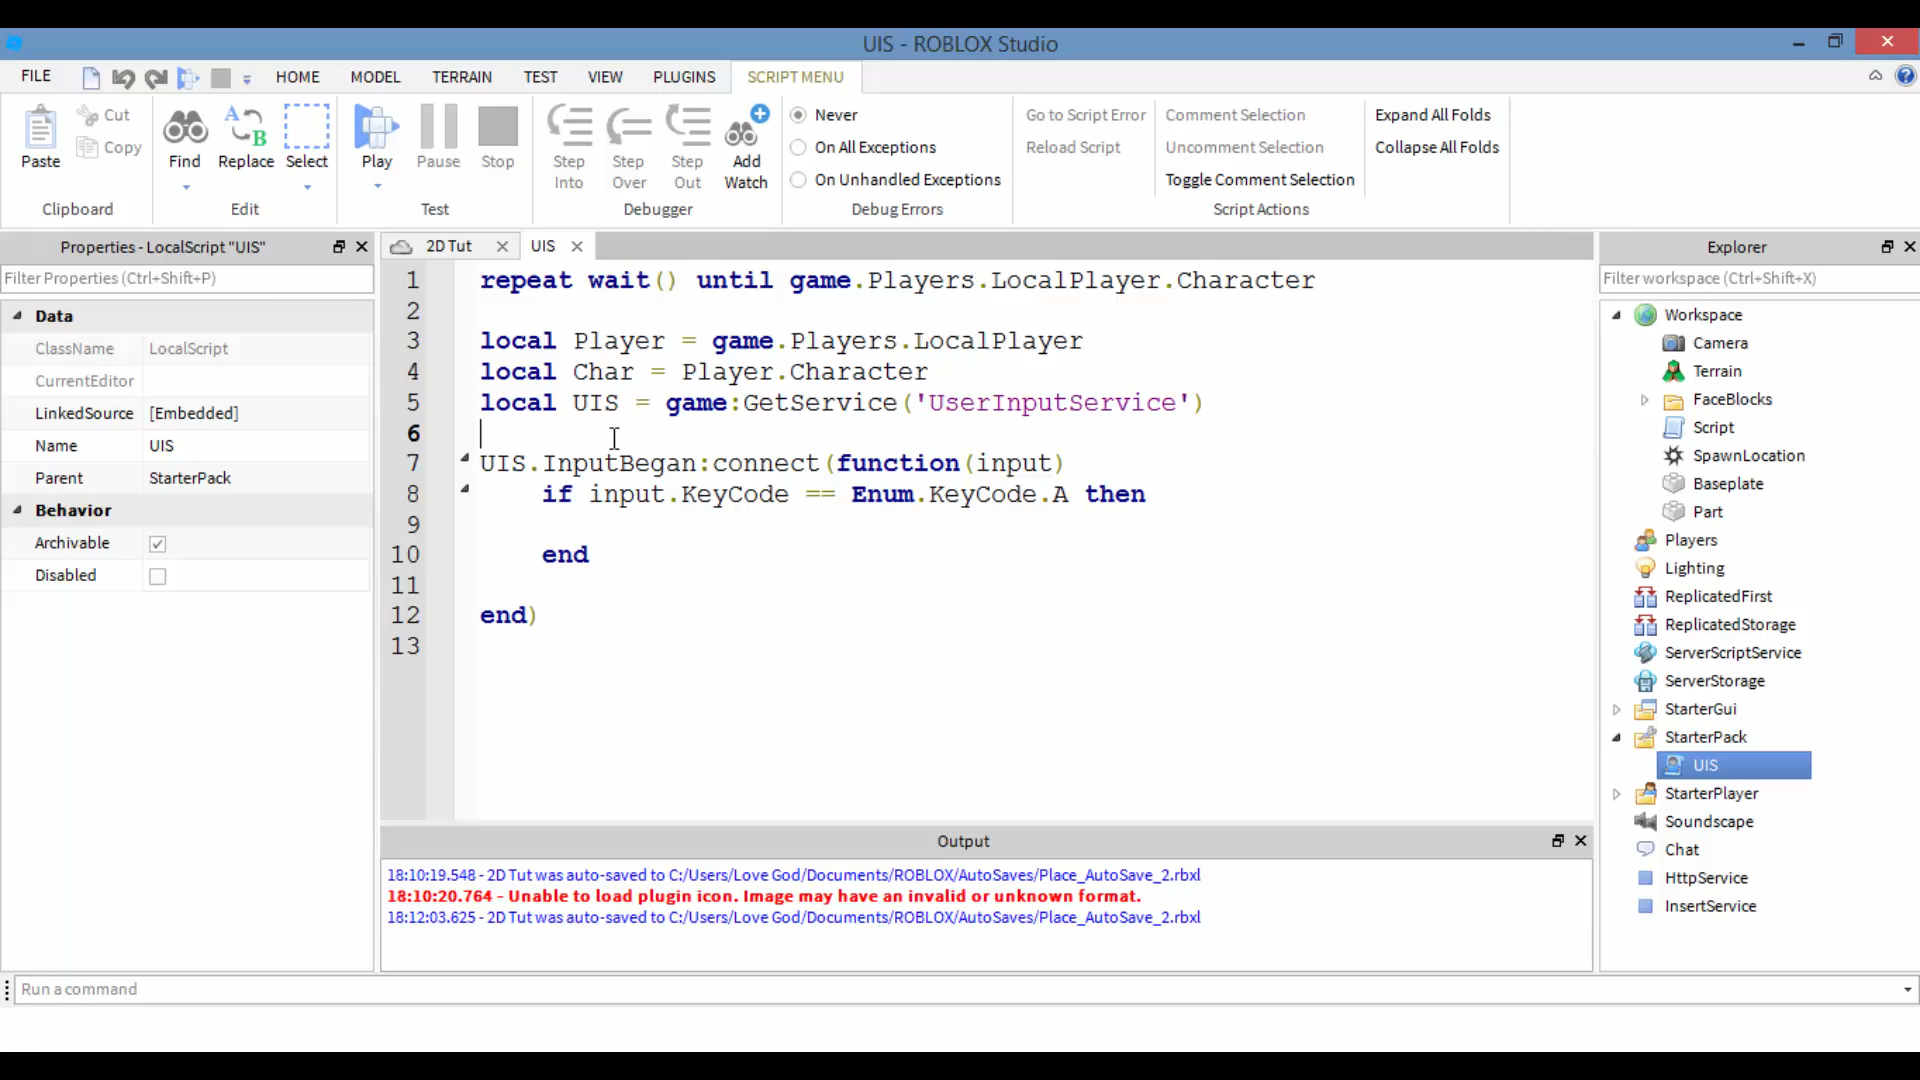 UIS - ROBLOX Studio
FILE HOME MODEL TERRAIN TEST VIEW PLUGINS SCRIPT MENU
Paste
Cut
Copy
Clipboard
Find
Replace
Select
Edit
Play
Pause
Stop
Test
Step Into
Step Over
Step Out
Add Watch
Debugger
Never
On All Exceptions
On Unhandled Exceptions
Debug Errors
Go to Script Error
Reload Script
Comment Selection
Uncomment Selection
Toggle Comment Selection
Script Actions
Expand All Folds
Collapse All Folds
Properties - LocalScript "UIS"
Filter Properties (Ctrl+Shift+P)
Data
ClassName LocalScript
CurrentEditor
LinkedSource [Embedded]
Name UIS
Parent StarterPack
Behavior
Archivable
Disabled
2D Tut
UIS
1 repeat wait() until game.Players.LocalPlayer.Character
2
3 local Player = game.Players.LocalPlayer
4 local Char = Player.Character
5 local UIS = game:GetService('UserInputService')
6
7 UIS.InputBegan:connect(function(input)
8 if input.KeyCode == Enum.KeyCode.A then
9
10 end
11
12 end)
13
Output
18:10:19.548 - 2D Tut was auto-saved to C:/Users/Love God/Documents/ROBLOX/AutoSaves/Place_AutoSave_2.rbxl
18:10:20.764 - Unable to load plugin icon. Image may have an invalid or unknown format.
18:12:03.625 - 2D Tut was auto-saved to C:/Users/Love God/Documents/ROBLOX/AutoSaves/Place_AutoSave_2.rbxl
Run a command
Explorer
Filter workspace (Ctrl+Shift+X)
Workspace
Camera
Terrain
FaceBlocks
Script
SpawnLocation
Baseplate
Part
Players
Lighting
ReplicatedFirst
ReplicatedStorage
ServerScriptService
ServerStorage
StarterGui
StarterPack
UIS
StarterPlayer
Soundscape
Chat
HttpService
InsertService